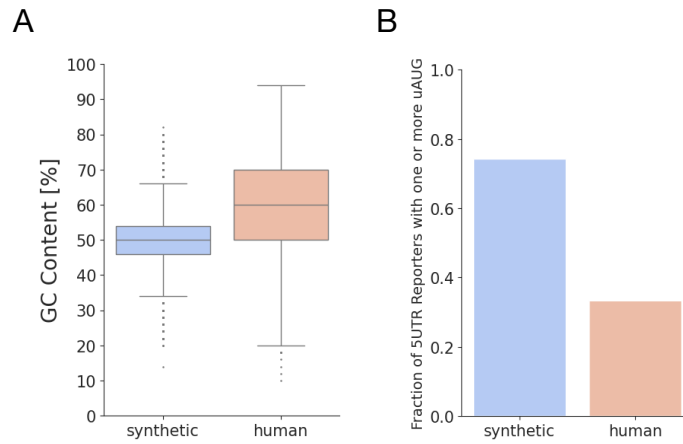 A
GC Content [%]
100
90
80
70
60
50
40
30
20
10
0
synthetic human
B
Fraction of 5UTR Reporters with one or more uAUG
1.0
0.8
0.6
0.4
0.2
0.0
synthetic human